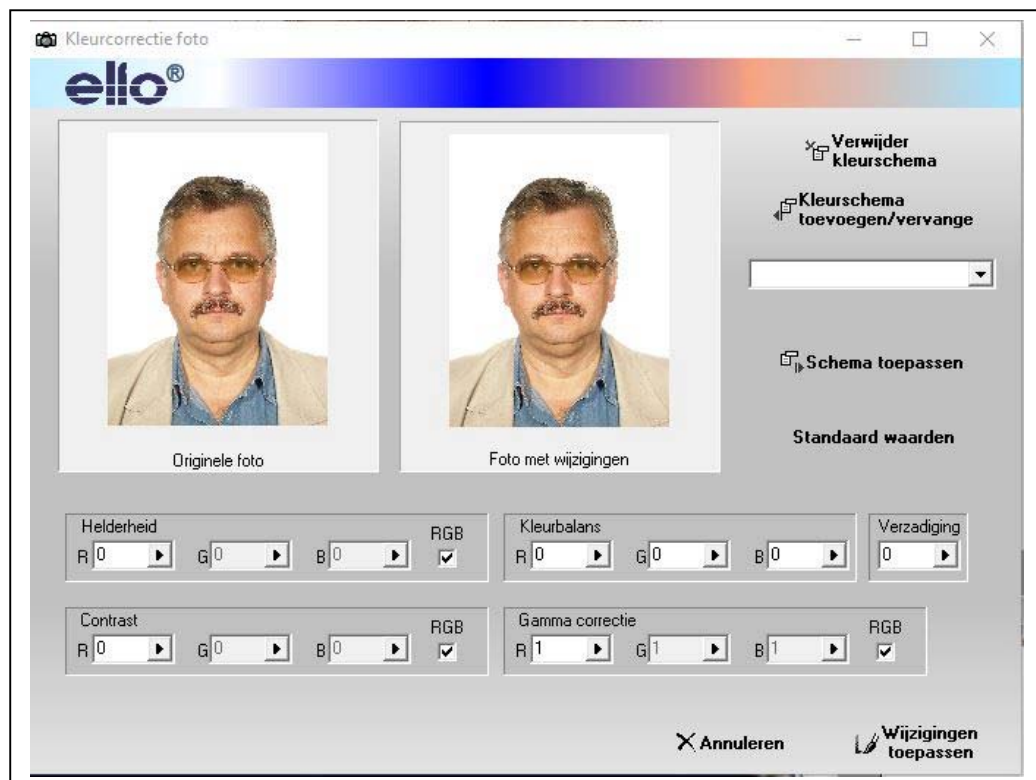 Kleurcorrectie foto
elfo®
Verwijder
kleurschema
Kleurschema
toevoegen/vervange
Schema toepassen
Standaard waarden
Originele foto
Foto met wijzigingen
Helderheid
RGB
R 0 G 0 B 0
Kleurbalans
R 0 G 0 B 0
Verzadiging
0
Contrast
RGB
R 0 G 0 B 0
Gamma correctie
RGB
R 1 G 1 B 1
Annuleren
Wijzigingen
toepassen